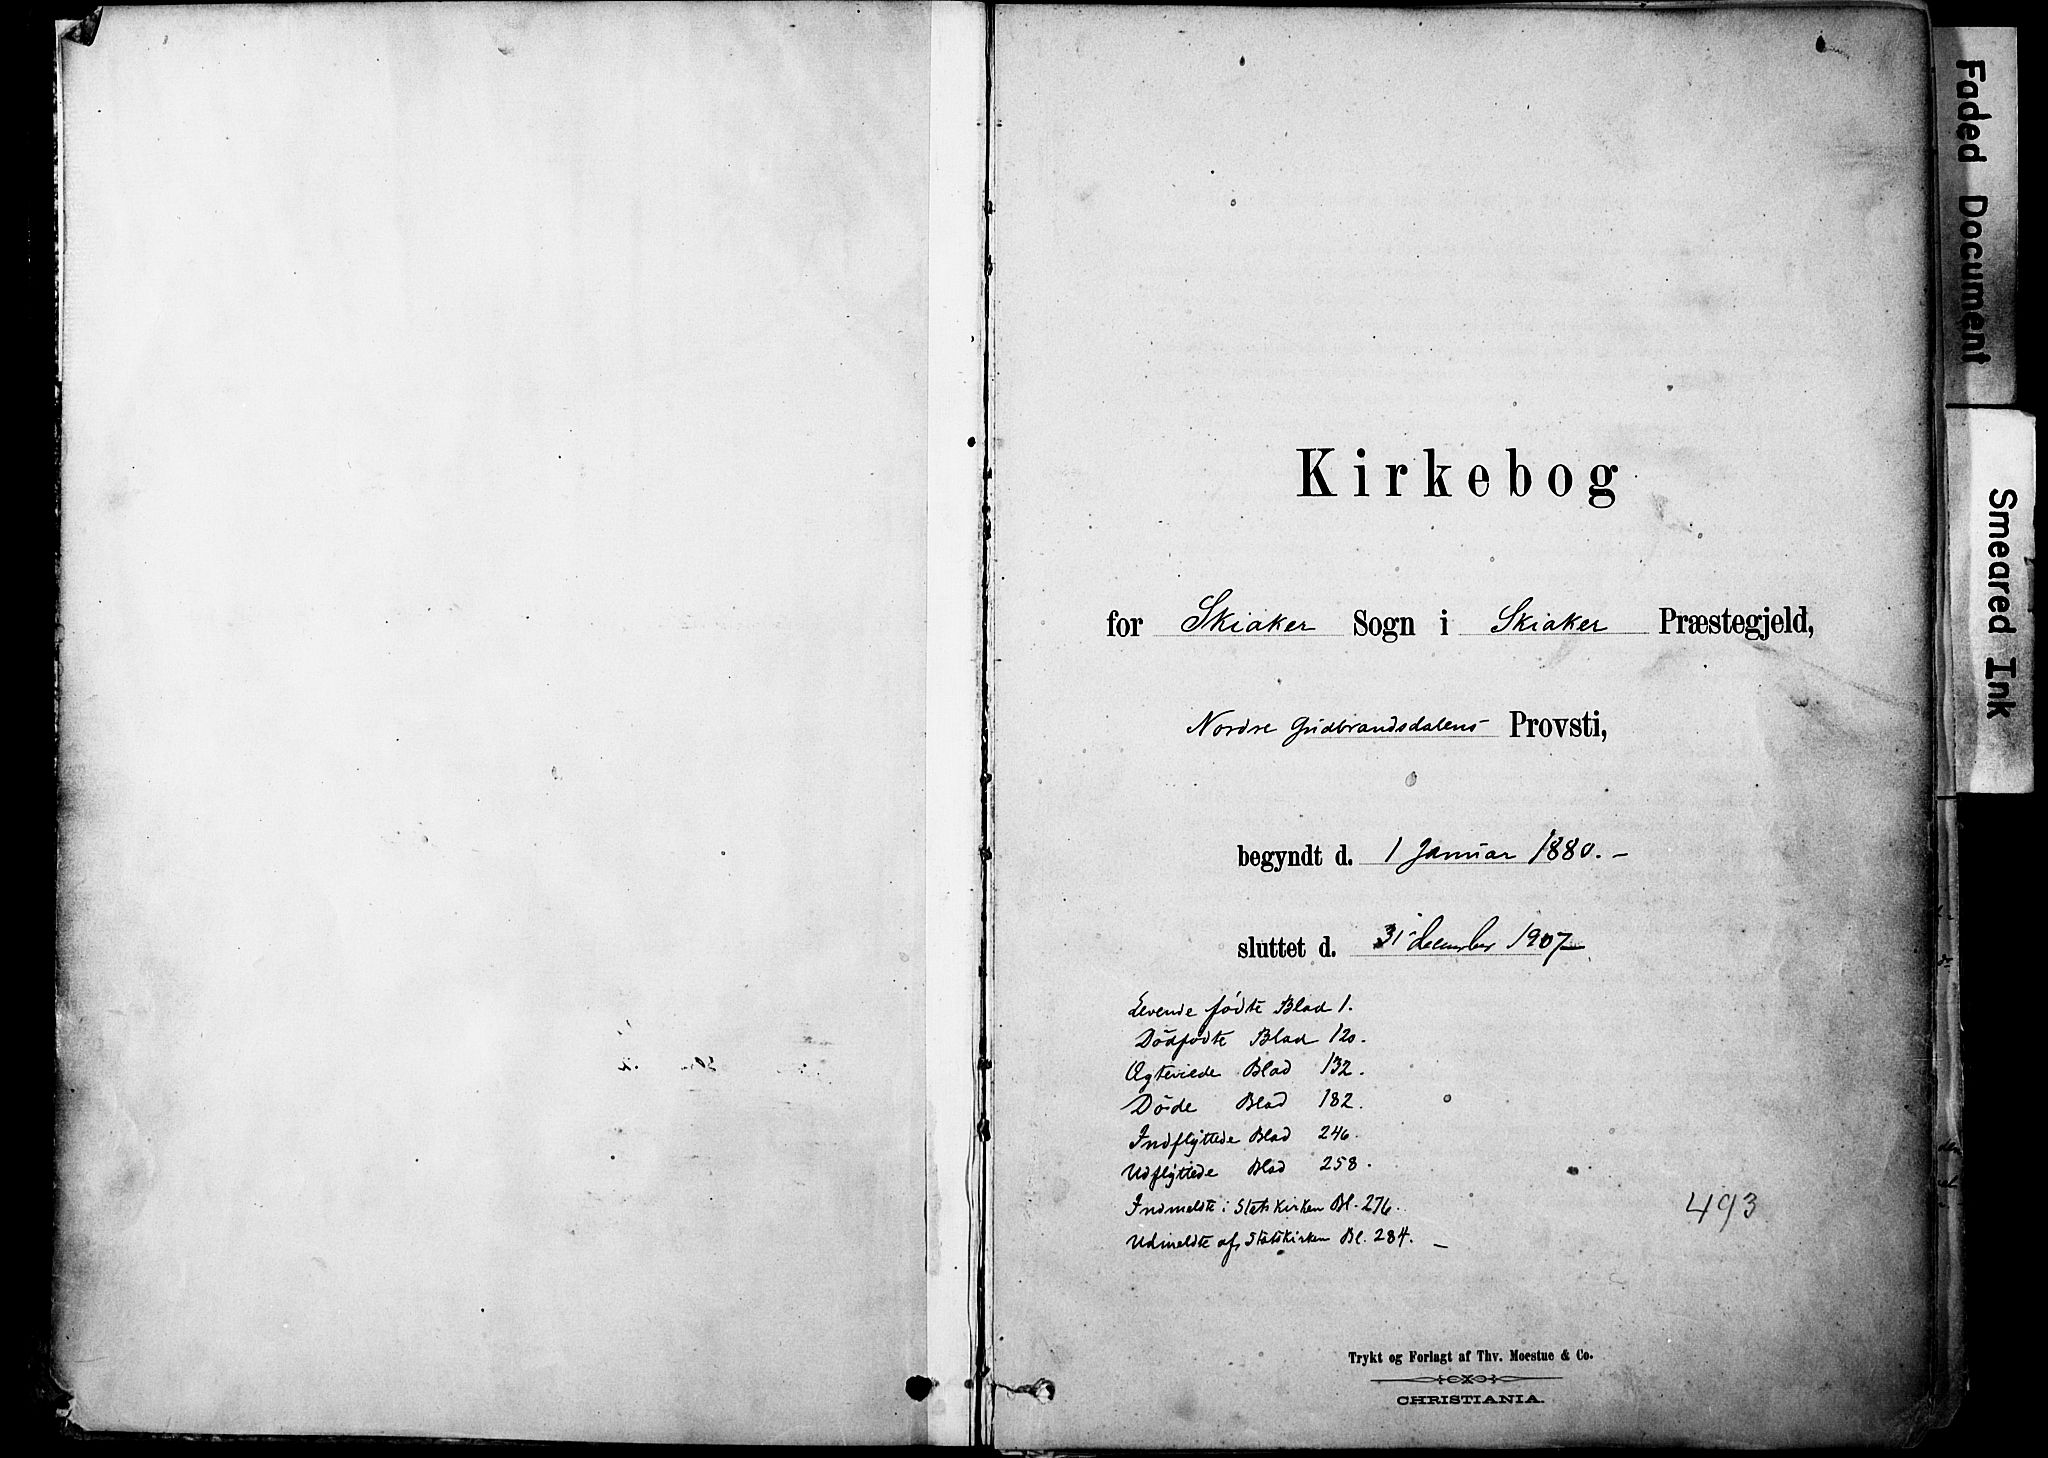 Kirkebog
for Skiaker Sogn i Skiaker Præstegjeld,
Nordre Gudbrandsdalens Provsti,
begyndt d. 1 Januar 1880. –
sluttet d. 31 december 1907
Levende fødte Blad 1.
Dødfødte Blad 120.
Ægteviede Blad 132.
Døde Blad 182.
Indflyttede Blad 246.
Udflyttede Blad 258.
Indmeldte i Statskirken Bl. 276.
Udmeldte af Statskirken Bl. 284. –
493
Trykt og Forlagt af Thv. Moestue & Co.
CHRISTIANIA.
Faded Document
Smeared Ink